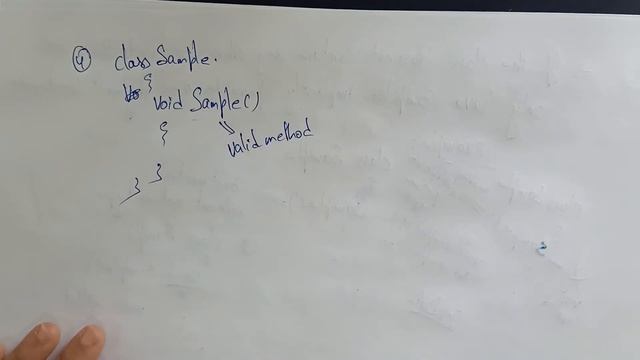 ④ class Sample.
{
void Sample()
{
valid method
}
}